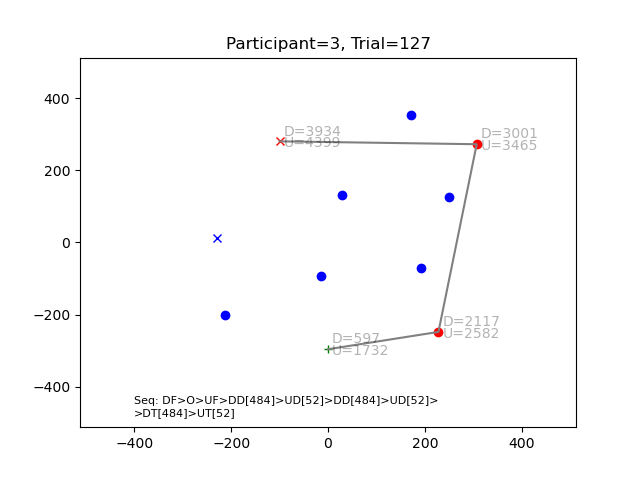 Participant=3, Trial=127
400
200
0
−200
−400
−400
−200
0
200
400
D=3934
U=4399
D=3001
U=3465
D=2117
U=2582
D=597
U=1732
Seq: DF>O>UF>DD[484]>UD[52]>DD[484]>UD[52]>
>DT[484]>UT[52]